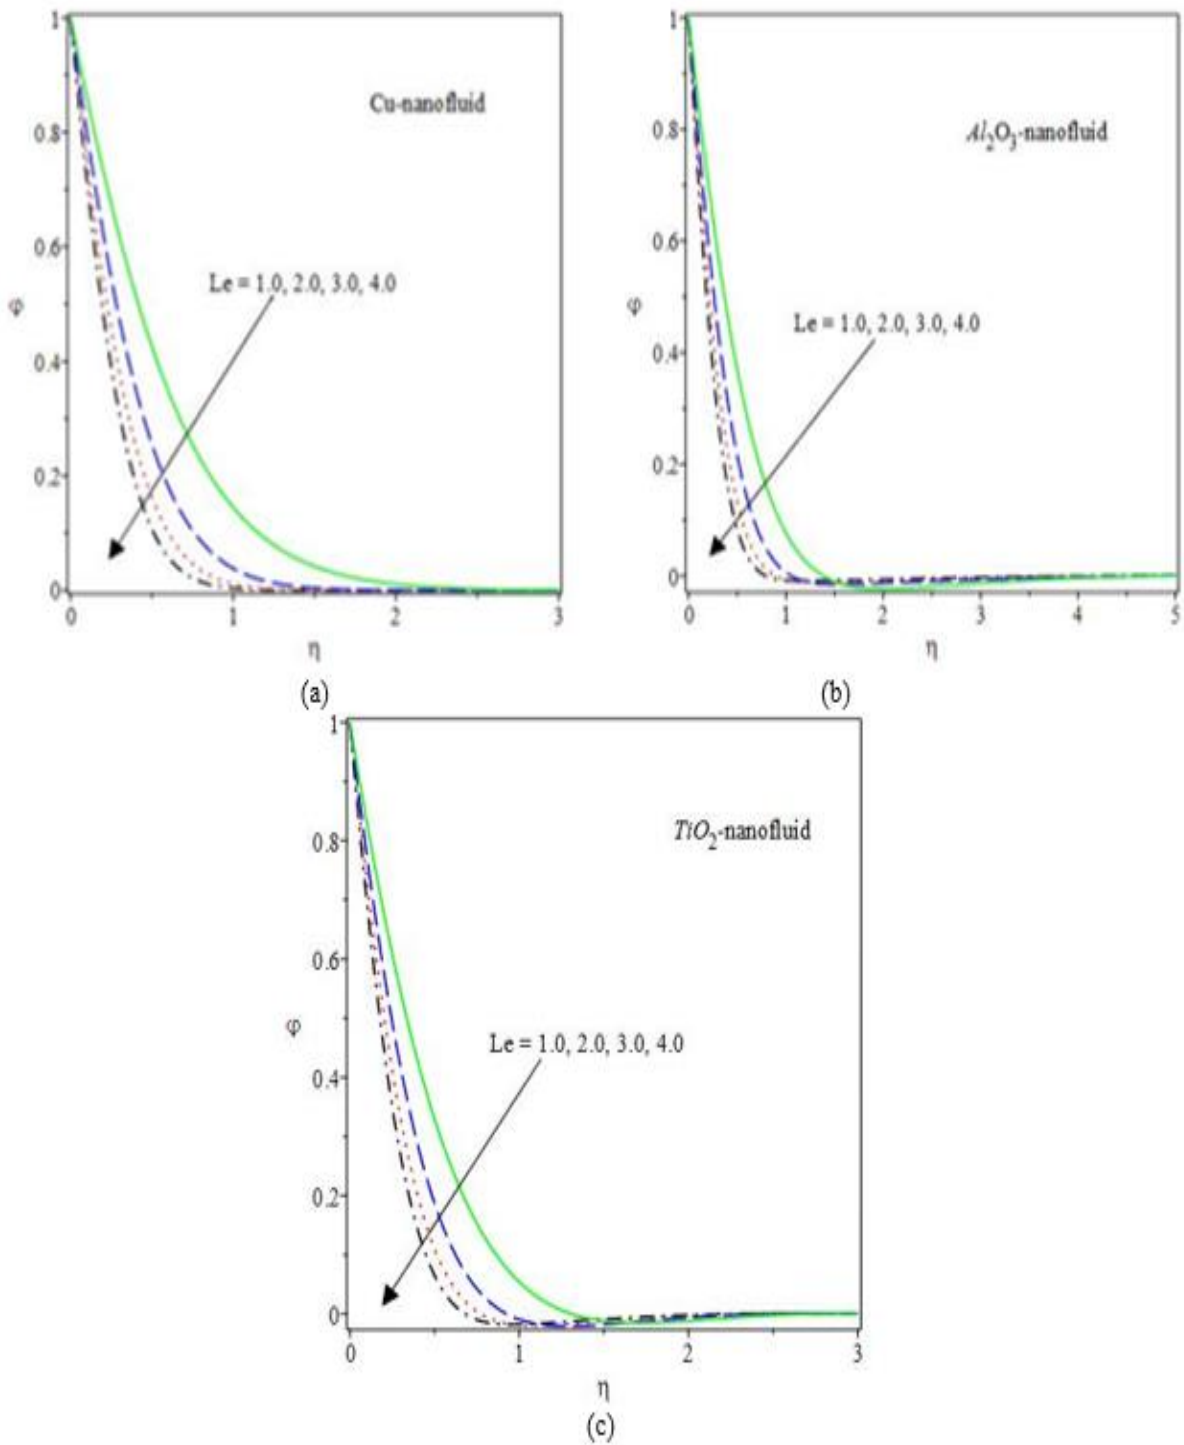 1
0.8
0.6
0.4
0.2
0
φ
Cu-nanofluid
Le = 1.0, 2.0, 3.0, 4.0
0 1 2 3
η
(a)
1
0.8
0.6
0.4
0.2
0
φ
Al2O3-nanofluid
Le = 1.0, 2.0, 3.0, 4.0
0 1 2 3 4 5
η
(b)
1
0.8
0.6
0.4
0.2
0
φ
TiO2-nanofluid
Le = 1.0, 2.0, 3.0, 4.0
0 1 2 3
η
(c)